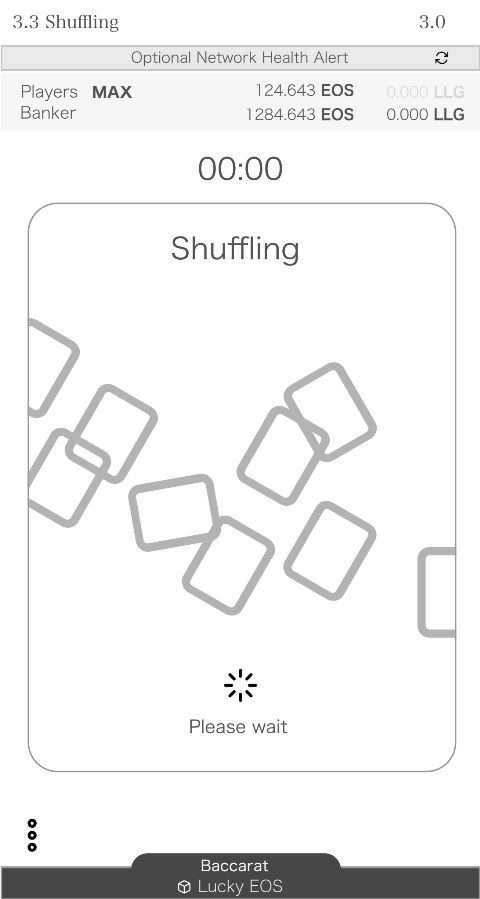 3.3 Shuffling 3.0
Optional Network Health Alert
Players MAX 124.643 EOS 0.000 LLG
Banker 1284.643 EOS 0.000 LLG
00:00
Shuffling
Please wait
Baccarat
Lucky EOS